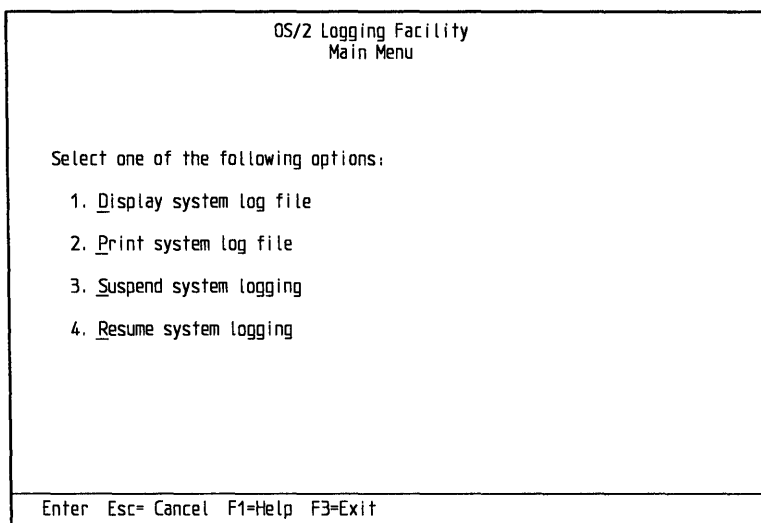 OS/2 Logging Facility
Main Menu
Select one of the following options:
1. Display system log file
2. Print system log file
3. Suspend system logging
4. Resume system logging
Enter Esc= Cancel F1=Help F3=Exit